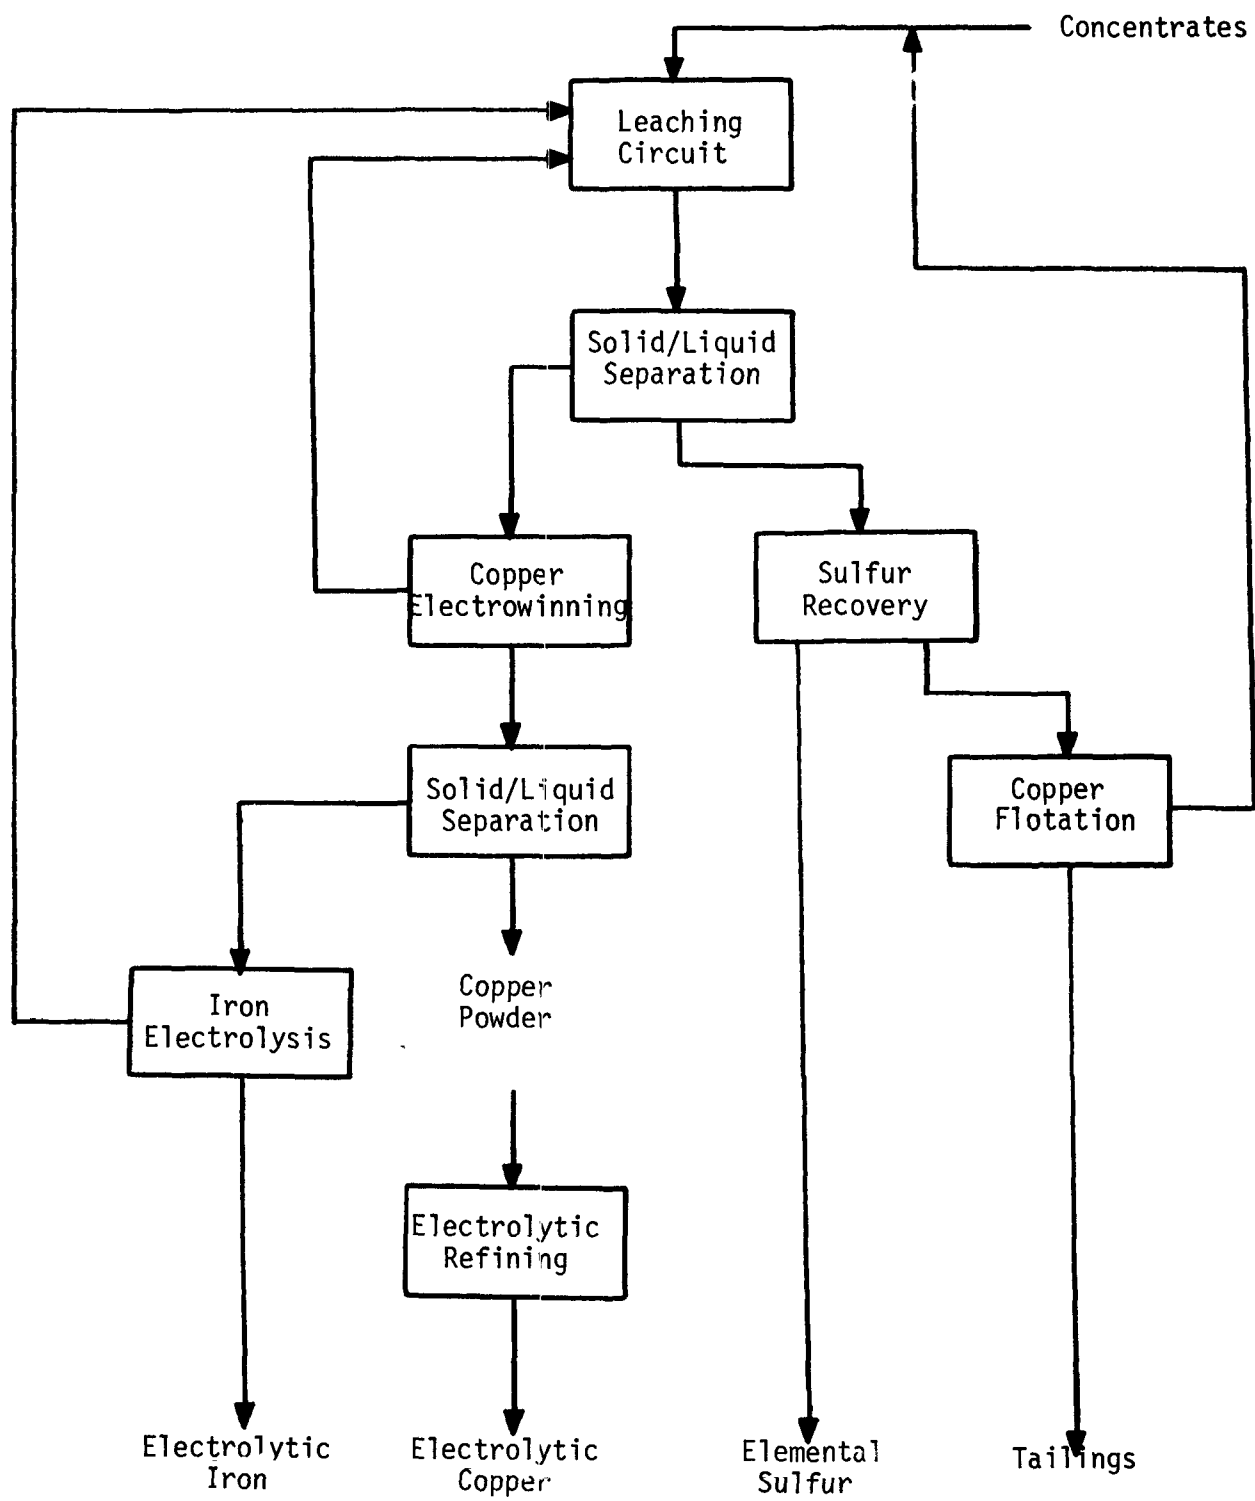 Concentrates
Leaching
Circuit
Solid/Liquid
Separation
Copper
Electrowinning
Sulfur
Recovery
Solid/Liquid
Separation
Copper
Flotation
Iron
Electrolysis
Copper
Powder
Electrolytic
Refining
Electrolytic
Iron
Electrolytic
Copper
Elemental
Sulfur
Tailings